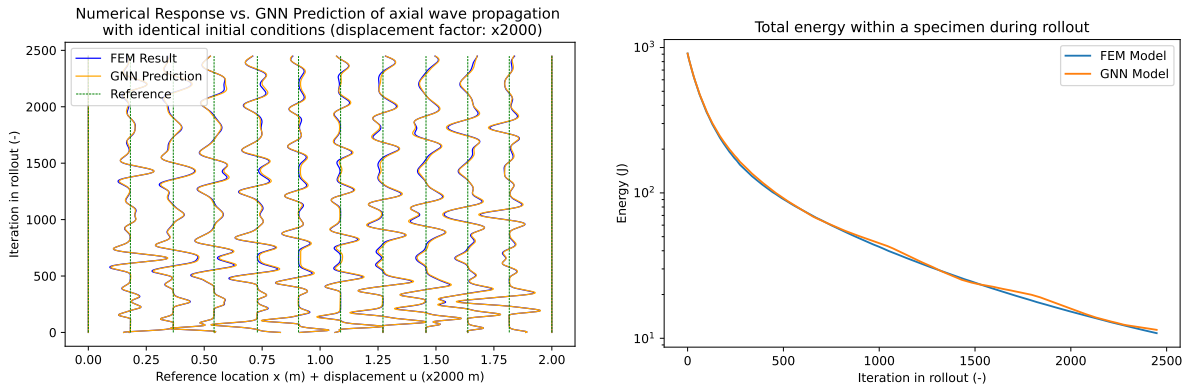 Numerical Response vs. GNN Prediction of axial wave propagation
with identical initial conditions (displacement factor: x2000)
2500
2000
1500
1000
500
0
Iteration in rollout (-)
FEM Result
GNN Prediction
Reference
0.00 0.25 0.50 0.75 1.00 1.25 1.50 1.75 2.00
Reference location x (m) + displacement u (x2000 m)
Total energy within a specimen during rollout
10³
10²
10¹
Energy (J)
FEM Model
GNN Model
0 500 1000 1500 2000 2500
Iteration in rollout (-)